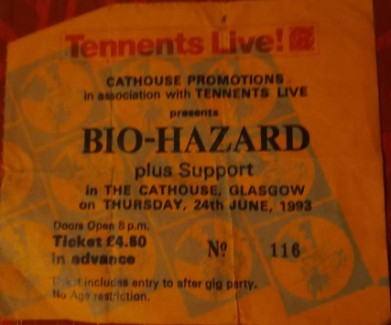 Tennents Live!
CATHOUSE PROMOTIONS
in association with TENNENTS LIVE
presents
BIO-HAZARD
plus Support
in THE CATHOUSE, GLASGOW
on THURSDAY, 24th JUNE, 1993
Doors Open 8 p.m.
Ticket £4.60
in advance
Nº 116
Ticket includes entry to after gig party.
No Age restriction.